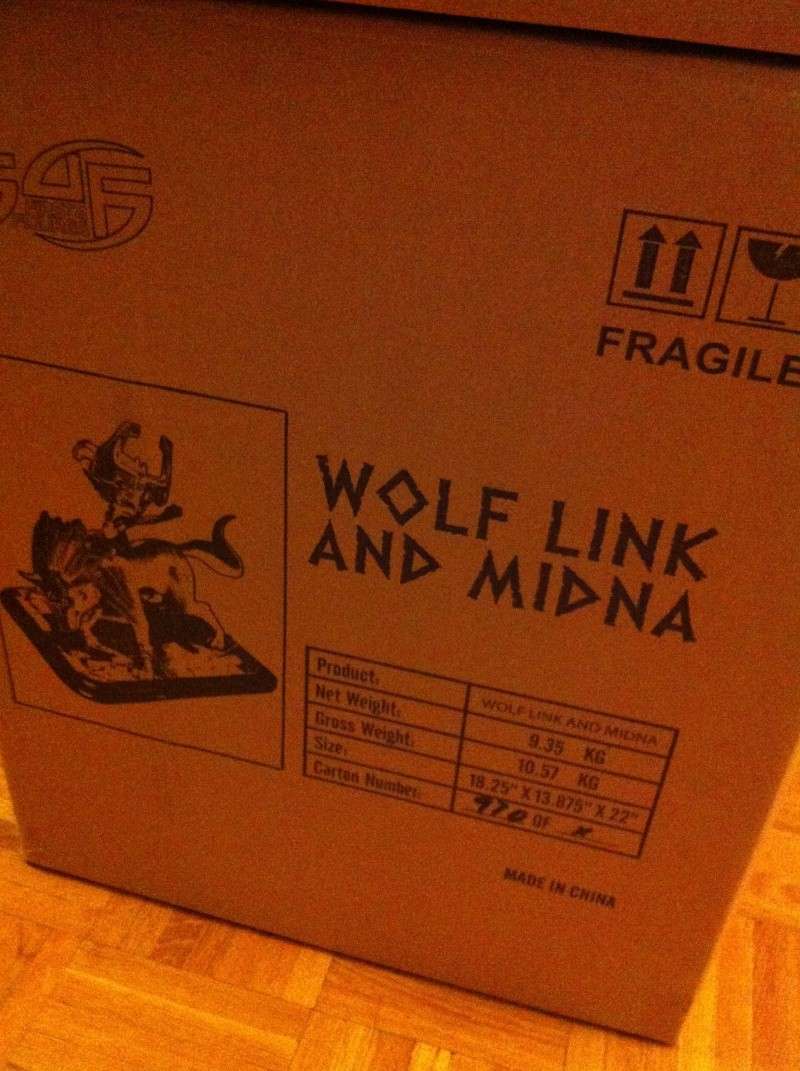 FRAGILE
WOLF LINK
AND MIDNA
Product: WOLF LINK AND MIDNA
Net Weight: 9.35 KG
Gross Weight: 10.57 KG
Size: 18.25" X 13.875" X 22"
Carton Number: 970 OF
MADE IN CHINA